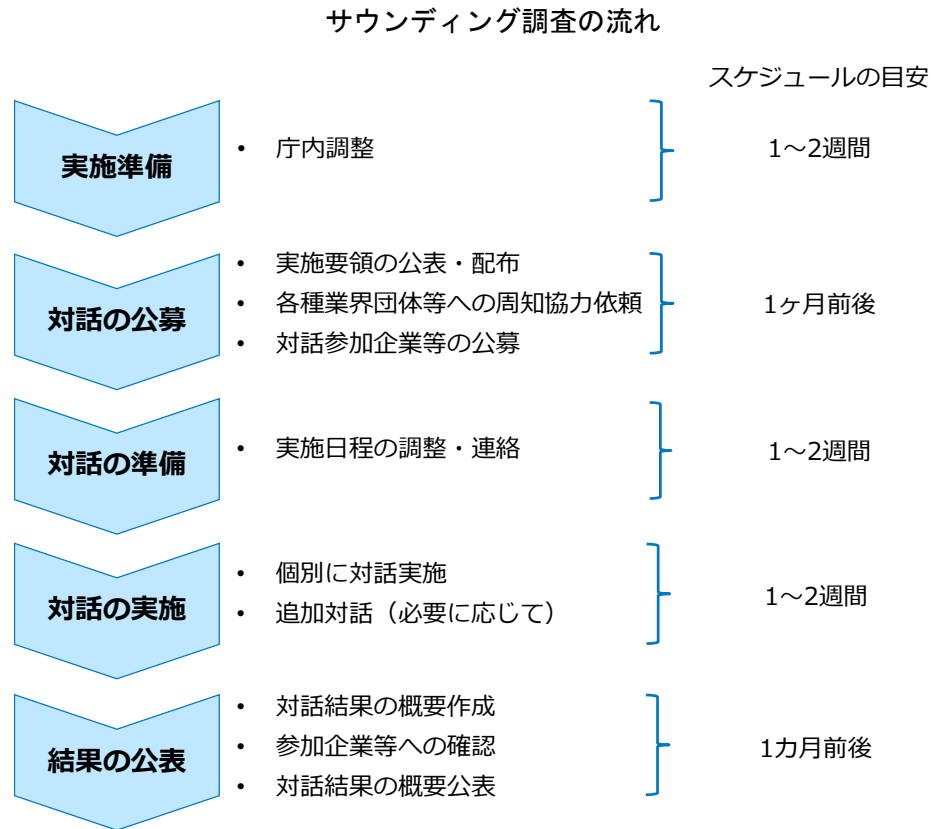 サウンディング調査の流れ
スケジュールの目安
実施準備
• 庁内調整
1～2週間
対話の公募
• 実施要領の公表・配布
• 各種業界団体等への周知協力依頼
• 対話参加企業等の公募
1ヶ月前後
対話の準備
• 実施日程の調整・連絡
1～2週間
対話の実施
• 個別に対話実施
• 追加対話（必要に応じて）
1～2週間
結果の公表
• 対話結果の概要作成
• 参加企業等への確認
• 対話結果の概要公表
1カ月前後